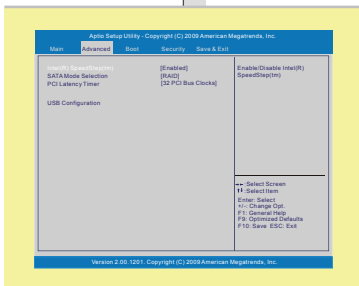 Aptio Setup Utility - Copyright (C) 2009 American Megatrends, Inc.
Main Advanced Boot Security Save & Exit
Intel(R) SpeedStep(tm) [Enabled]
SATA Mode Selection [RAID]
PCI Latency Timer [32 PCI Bus Clocks]
USB Configuration
Enable/Disable Intel(R)
SpeedStep(tm)
:Select Screen
:Select Item
Enter: Select
+/-: Change Opt.
F1: General Help
F9: Optimized Defaults
F10: Save ESC: Exit
Version 2.00.1201. Copyright (C) 2009 American Megatrends, Inc.